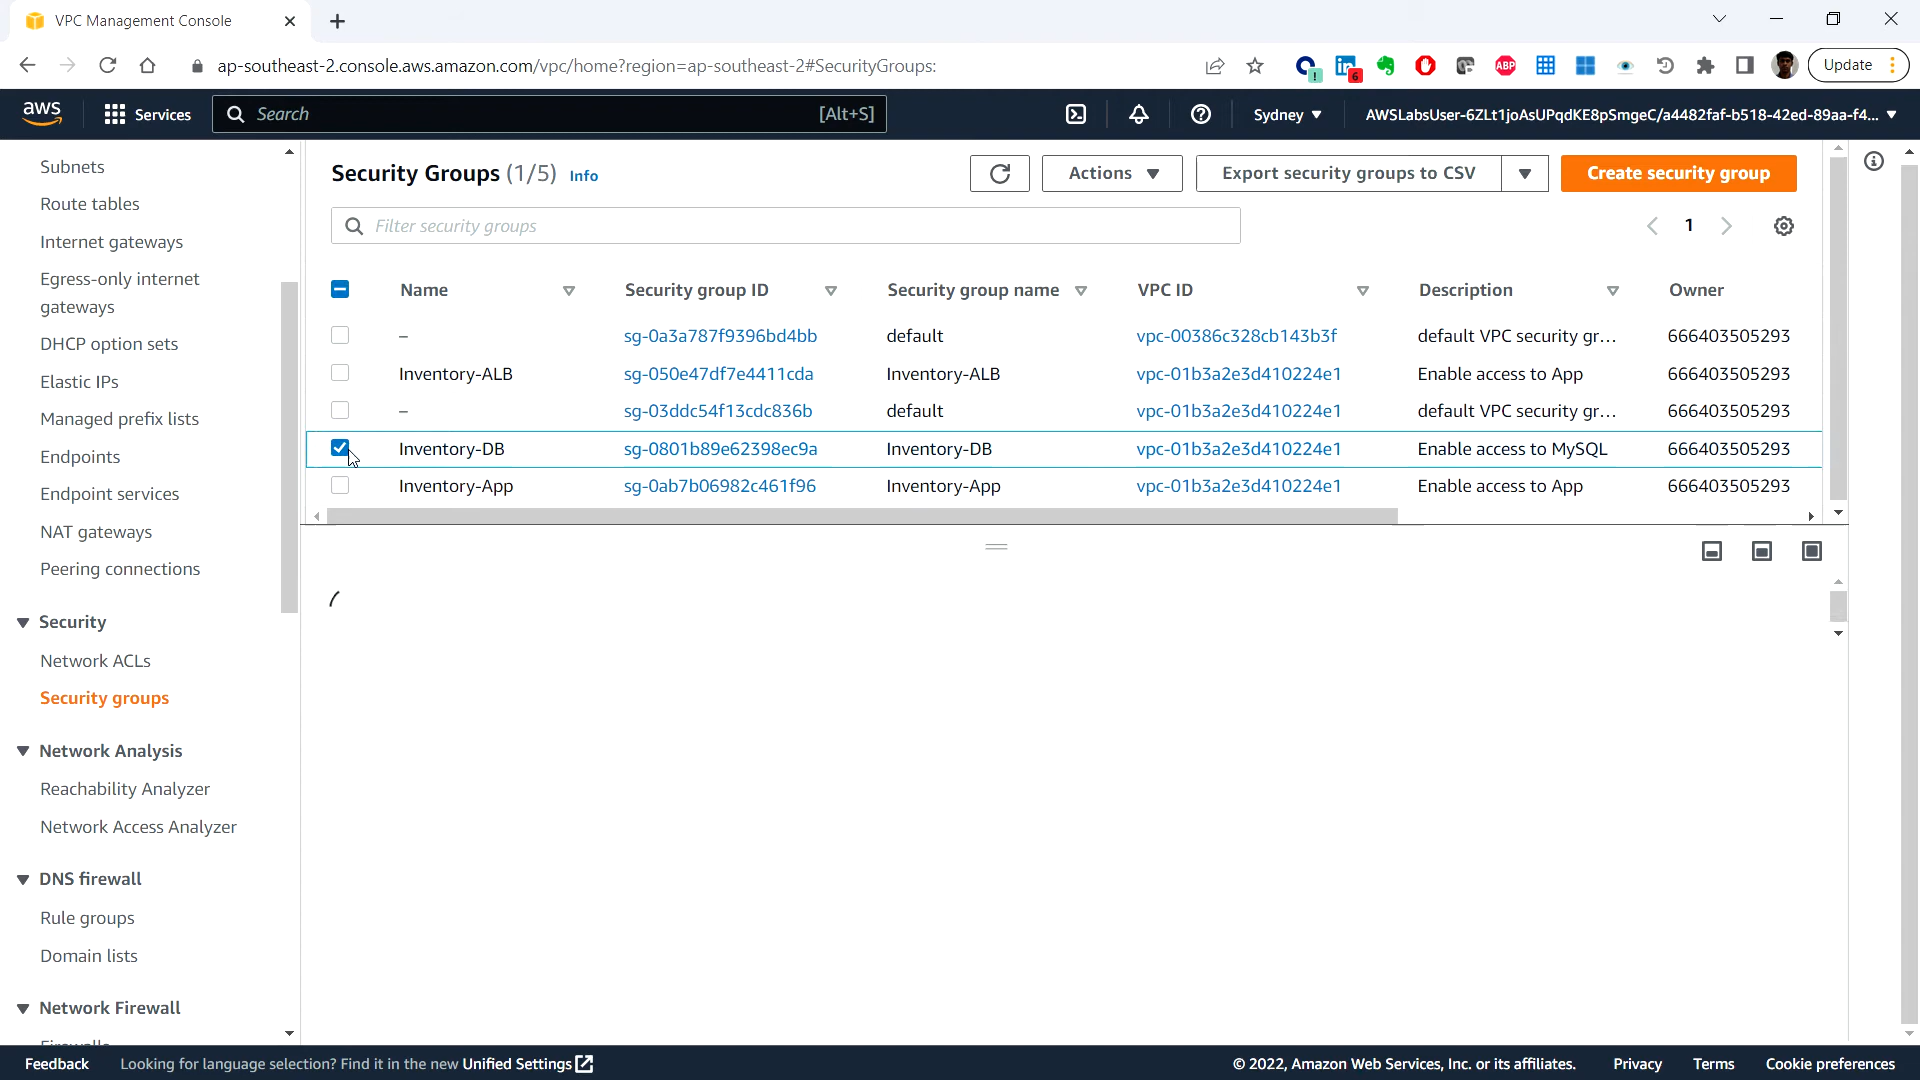 VPC Management Console
ap-southeast-2.console.aws.amazon.com/vpc/home?region=ap-southeast-2#SecurityGroups:
!
6
ABP
Update
aws
Services
Search
[Alt+S]
Sydney
AWSLabsUser-6ZLt1joAsUPqdKE8pSmgeC/a4482faf-b518-42ed-89aa-f4...
Subnets
Route tables
Internet gateways
Egress-only internet
gateways
DHCP option sets
Elastic IPs
Managed prefix lists
Endpoints
Endpoint services
NAT gateways
Peering connections
Security
Network ACLs
Security groups
Network Analysis
Reachability Analyzer
Network Access Analyzer
DNS firewall
Rule groups
Domain lists
Network Firewall
Security Groups (1/5) Info
Actions
Export security groups to CSV
Create security group
Filter security groups
1
Name Security group ID Security group name VPC ID Description Owner
– sg-0a3a787f9396bd4bb default vpc-00386c328cb143b3f default VPC security gr... 666403505293
Inventory-ALB sg-050e47df7e4411cda Inventory-ALB vpc-01b3a2e3d410224e1 Enable access to App 666403505293
– sg-03ddc54f13cdc836b default vpc-01b3a2e3d410224e1 default VPC security gr... 666403505293
Inventory-DB sg-0801b89e62398ec9a Inventory-DB vpc-01b3a2e3d410224e1 Enable access to MySQL 666403505293
Inventory-App sg-0ab7b06982c461f96 Inventory-App vpc-01b3a2e3d410224e1 Enable access to App 666403505293
Feedback
Looking for language selection? Find it in the new Unified Settings
© 2022, Amazon Web Services, Inc. or its affiliates.
Privacy
Terms
Cookie preferences